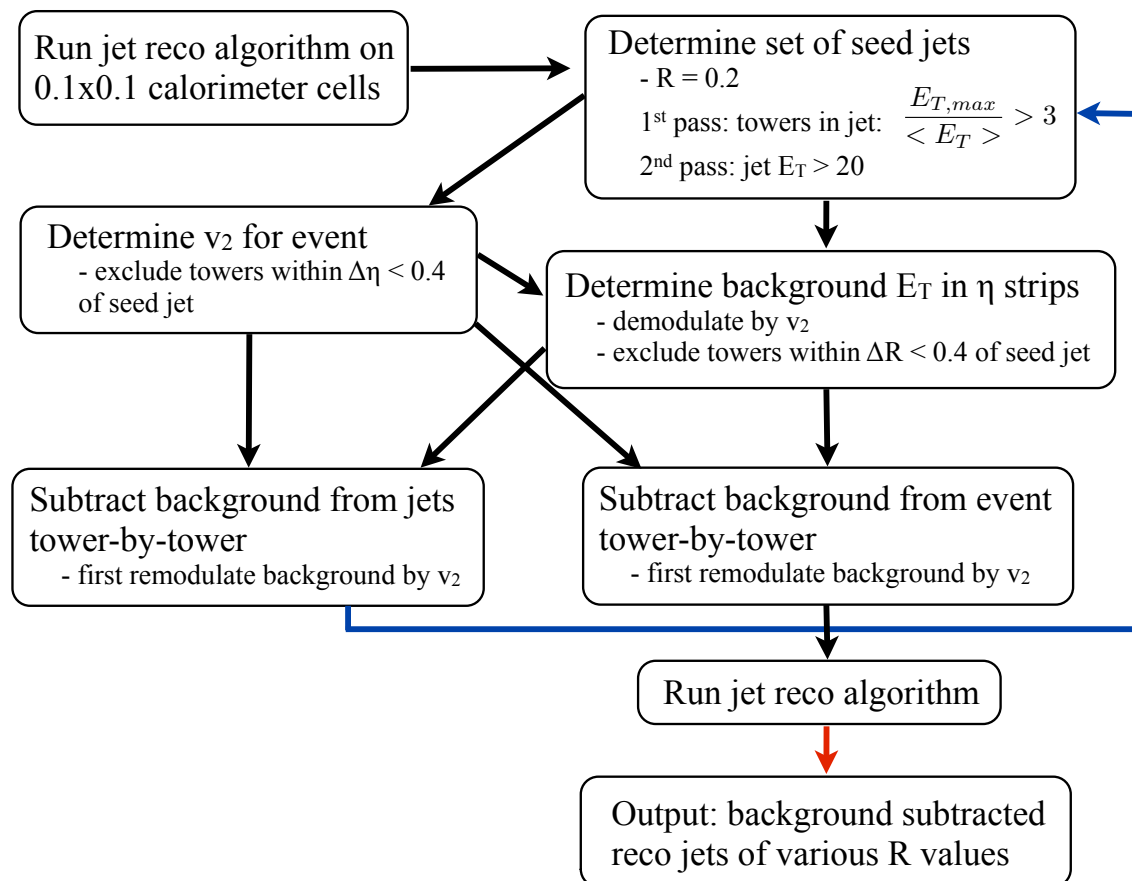 Run jet reco algorithm on
0.1x0.1 calorimeter cells
Determine set of seed jets
- R = 0.2
1st pass: towers in jet: E_{T,max} / < E_T > > 3
2nd pass: jet E_T > 20
Determine v₂ for event
- exclude towers within Δη < 0.4
of seed jet
Determine background E_T in η strips
- demodulate by v₂
- exclude towers within ΔR < 0.4 of seed jet
Subtract background from jets
tower-by-tower
- first remodulate background by v₂
Subtract background from event
tower-by-tower
- first remodulate background by v₂
Run jet reco algorithm
Output: background subtracted
reco jets of various R values